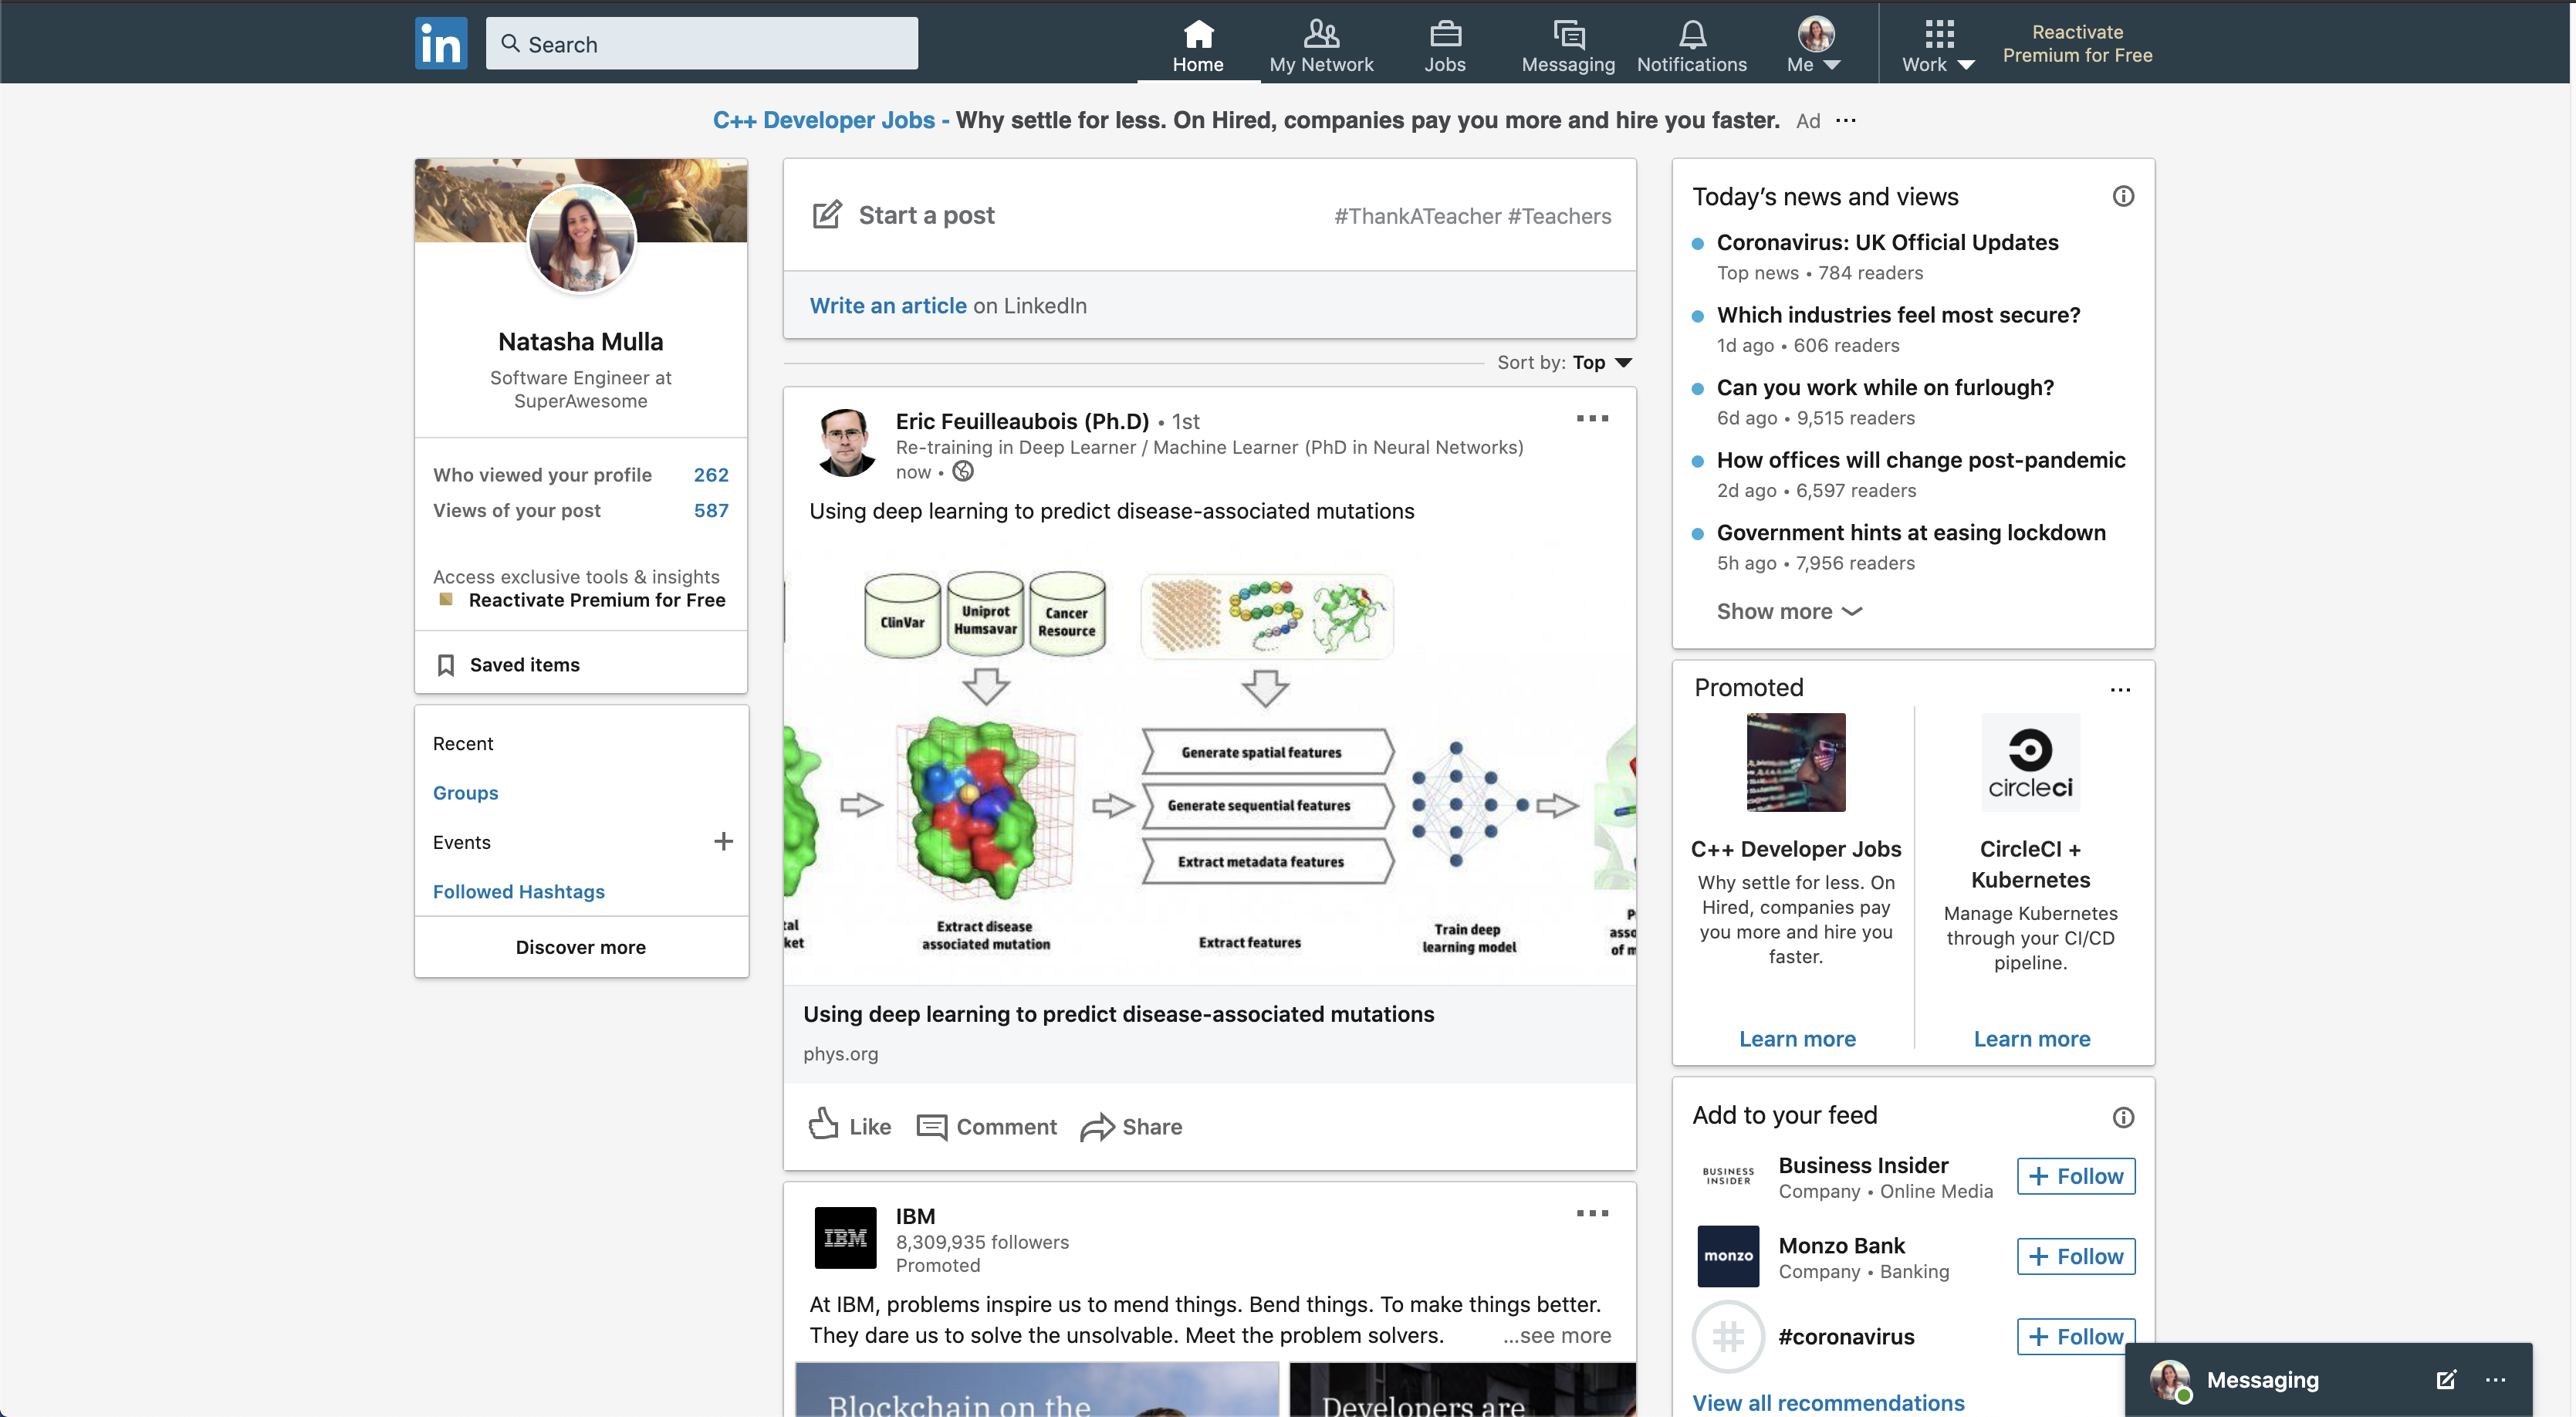 in
Search
Home
My Network
Jobs
Messaging
Notifications
Me
Work
Reactivate
Premium for Free
C++ Developer Jobs - Why settle for less. On Hired, companies pay you more and hire you faster. Ad ...
Natasha Mulla
Software Engineer at
SuperAwesome
Who viewed your profile 262
Views of your post 587
Access exclusive tools & insights
Reactivate Premium for Free
Saved items
Recent
Groups
Events +
Followed Hashtags
Discover more
Start a post #ThankATeacher #Teachers
Write an article on LinkedIn
Sort by: Top
Eric Feuilleaubois (Ph.D) • 1st
Re-training in Deep Learner / Machine Learner (PhD in Neural Networks)
now •
Using deep learning to predict disease-associated mutations
ClinVar
Uniprot
Humsavar
Cancer
Resource
Generate spatial features
Generate sequential features
Extract metadata features
tal
ket
Extract disease
associated mutation
Extract features
Train deep
learning model
P
asso
of m
Using deep learning to predict disease-associated mutations
phys.org
Like Comment Share
IBM
IBM
8,309,935 followers
Promoted
At IBM, problems inspire us to mend things. Bend things. To make things better.
They dare us to solve the unsolvable. Meet the problem solvers. ...see more
Blockchain on the
Developers are
Today's news and views
Coronavirus: UK Official Updates
Top news • 784 readers
Which industries feel most secure?
1d ago • 606 readers
Can you work while on furlough?
6d ago • 9,515 readers
How offices will change post-pandemic
2d ago • 6,597 readers
Government hints at easing lockdown
5h ago • 7,956 readers
Show more
Promoted ...
C++ Developer Jobs
Why settle for less. On
Hired, companies pay
you more and hire you
faster.
Learn more
circleci
CircleCI +
Kubernetes
Manage Kubernetes
through your CI/CD
pipeline.
Learn more
Add to your feed
BUSINESS
INSIDER
Business Insider
Company • Online Media
+ Follow
monzo
Monzo Bank
Company • Banking
+ Follow
#
#coronavirus
+ Follow
View all recommendations
Messaging ...